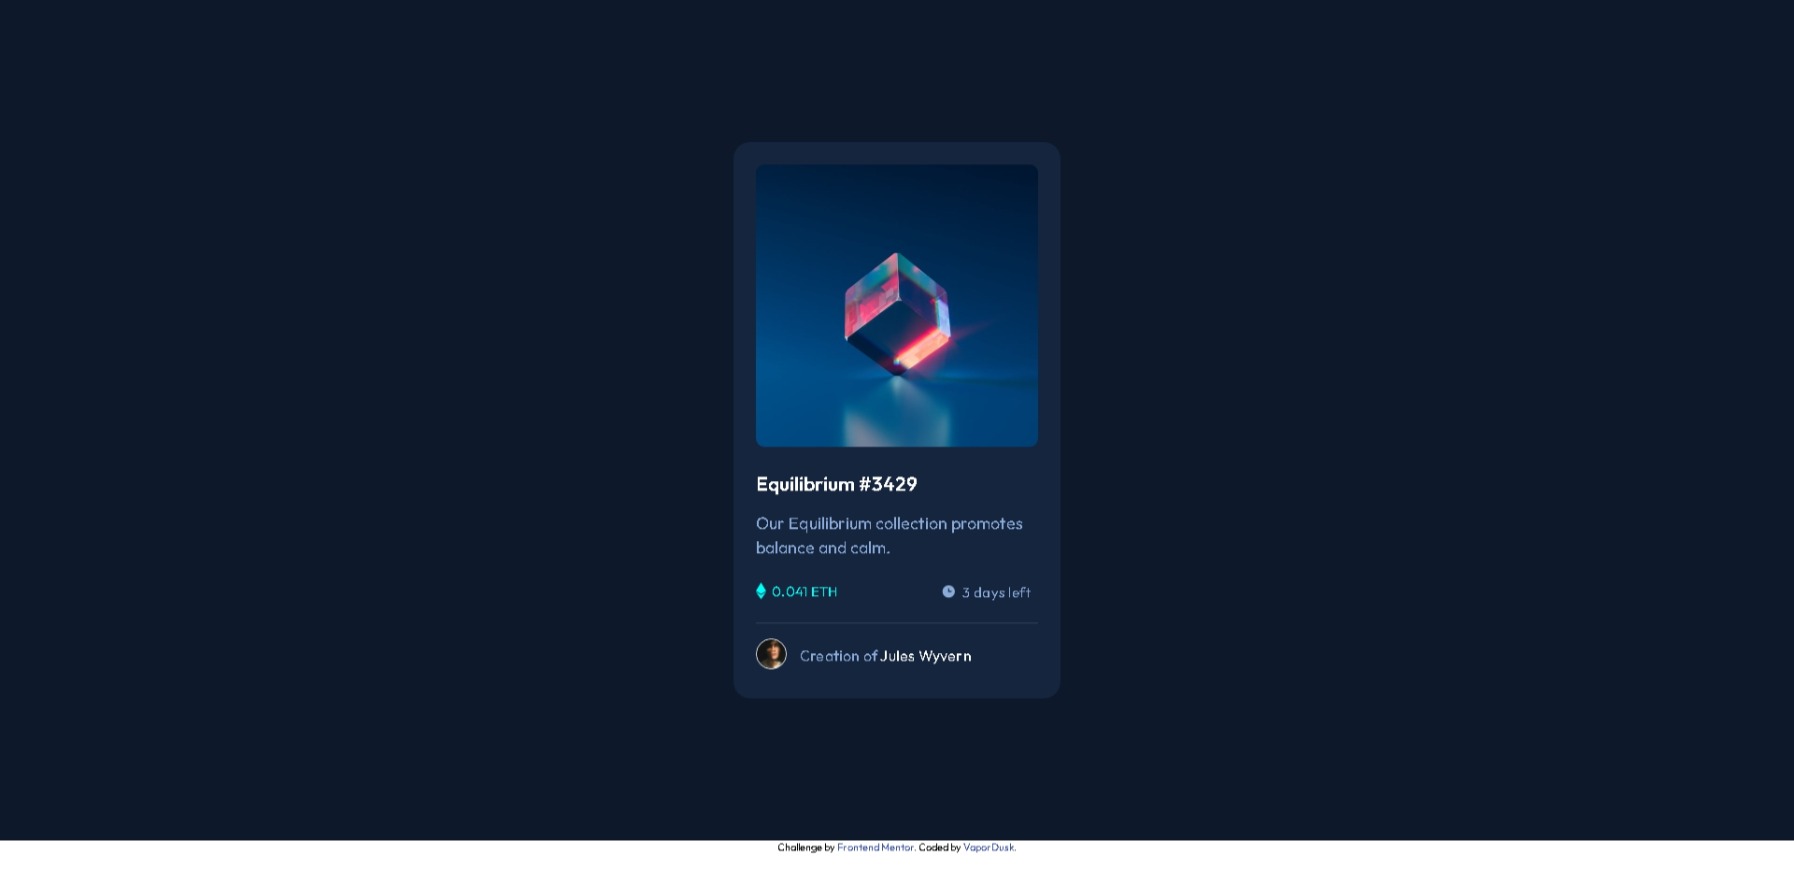 Equilibrium #3429
Our Equilibrium collection promotes
balance and calm.
0.041 ETH
3 days left
Creation of Jules Wyvern
Challenge by Frontend Mentor. Coded by VaporDusk.